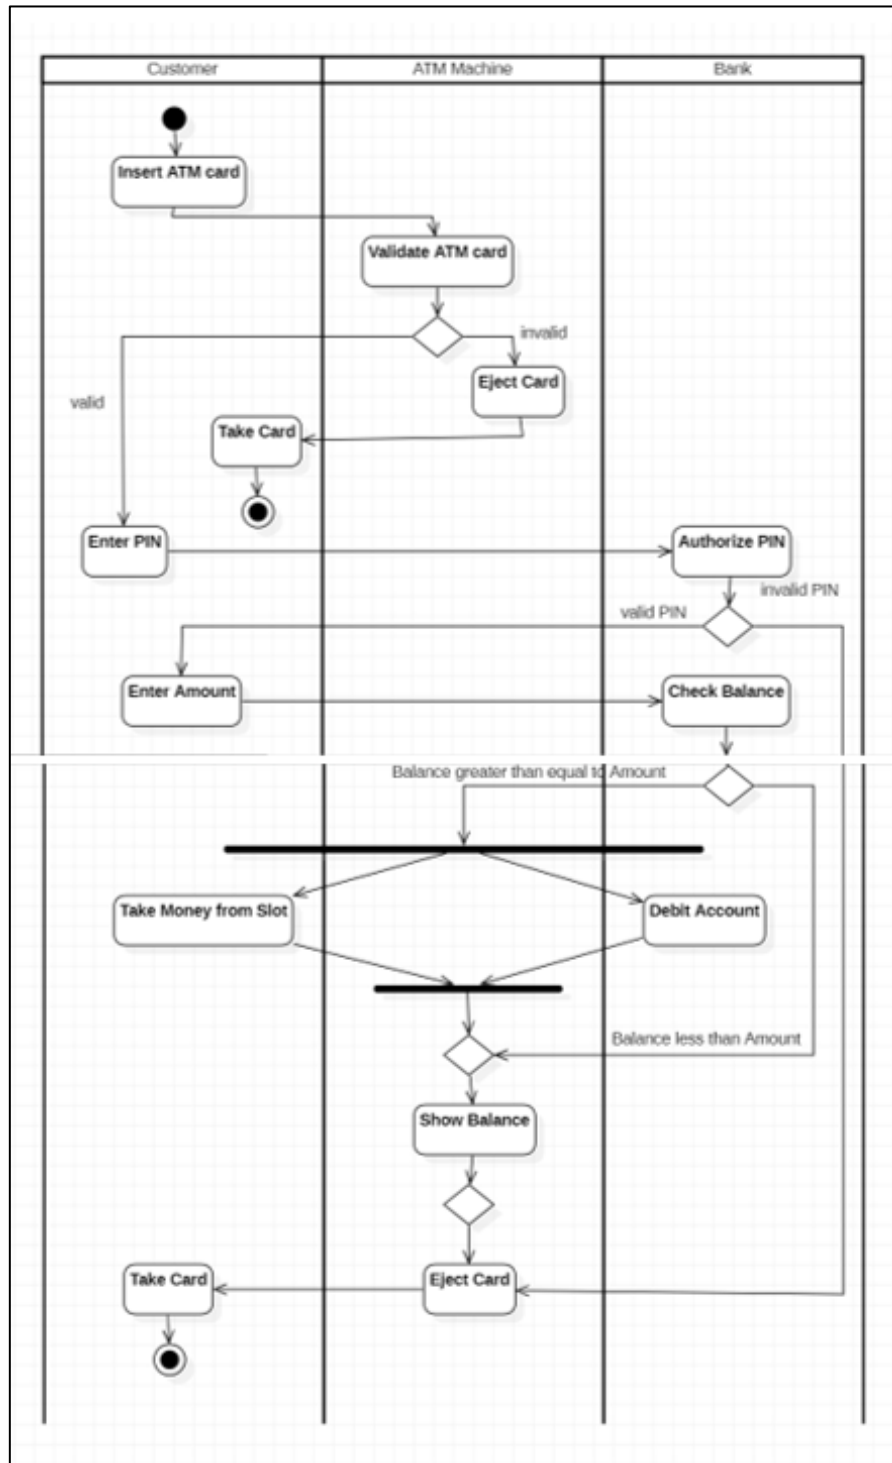 Customer
ATM Machine
Bank
Insert ATM card
Validate ATM card
invalid
Eject Card
valid
Take Card
Enter PIN
Authorize PIN
invalid PIN
valid PIN
Enter Amount
Check Balance
Balance greater than equal to Amount
Take Money from Slot
Debit Account
Balance less than Amount
Show Balance
Take Card
Eject Card